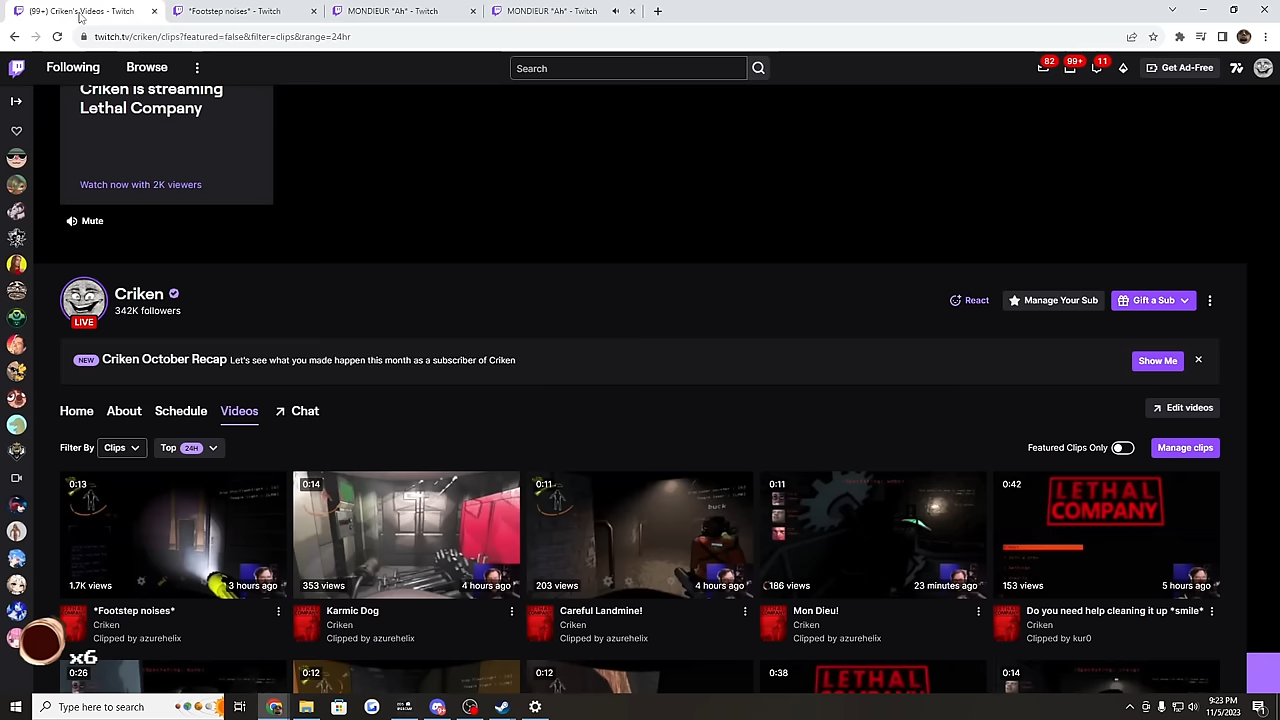 (99+) Criken's Videos - Twitch
*Footstep noises* - Twitch
MONDIEUR *Ah* - Twitch
MONDIEUR *Ah* - Twitch
twitch.tv/criken/clips?featured=false&filter=clips&range=24hr
Following
Browse
Search
82
99+
11
Get Ad-Free
Criken is streaming
Lethal Company
Watch now with 2K viewers
Mute
Criken
342K followers
LIVE
React
Manage Your Sub
Gift a Sub
NEW
Criken October Recap Let's see what you made happen this month as a subscriber of Criken
Show Me
Home
About
Schedule
Videos
Chat
Edit videos
Filter By
Clips
Top 24H
Featured Clips Only
Manage clips
0:13
1.7K views
3 hours ago
*Footstep noises*
Criken
Clipped by azurehelix
0:14
353 views
4 hours ago
Karmic Dog
Criken
Clipped by azurehelix
0:11
buck
203 views
4 hours ago
Careful Landmine!
Criken
Clipped by azurehelix
0:11
186 views
23 minutes ago
Mon Dieu!
Criken
Clipped by azurehelix
0:42
LETHAL
COMPANY
153 views
5 hours ago
Do you need help cleaning it up *smile*
Criken
Clipped by kur0
x6
0:26
0:12
0:12
0:38
LETHAL
0:14
Type here to search
9:23 PM
11/5/2023